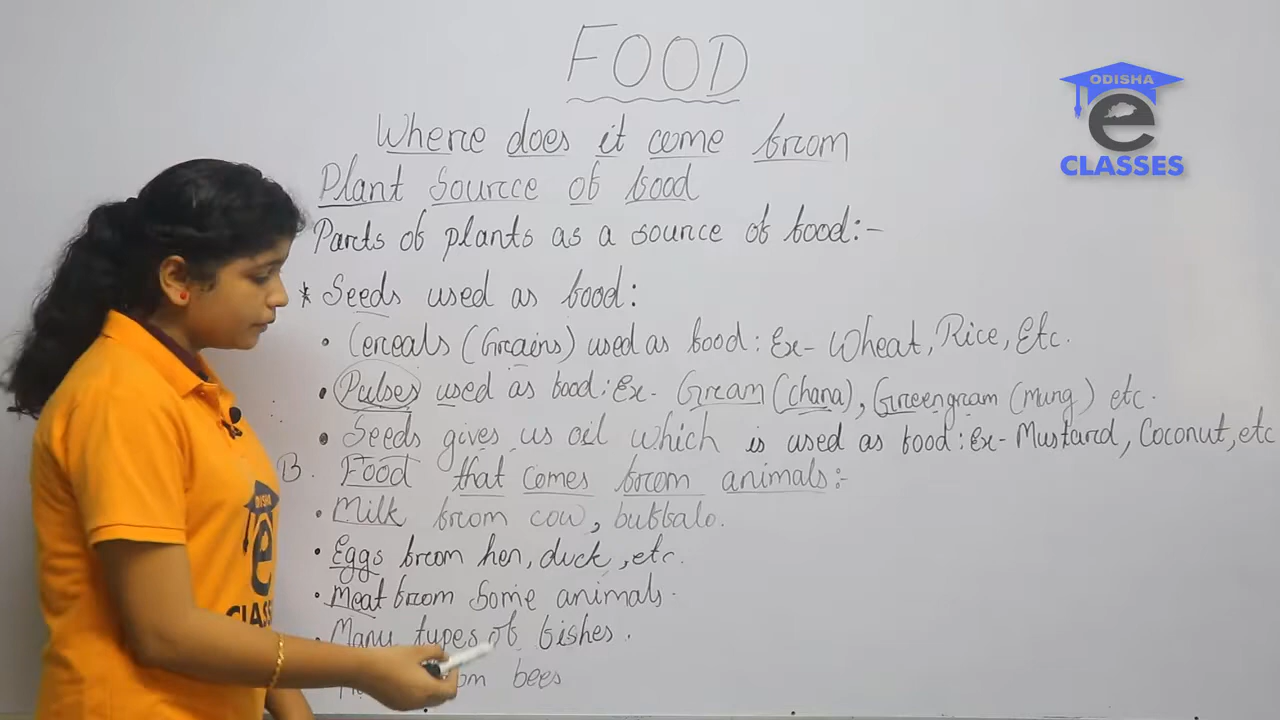 FOOD
ODISHA
e
CLASSES
Where does it come from
Plant source of food
Parts of plants as a source of food:-
* Seeds used as food:
• Cereals (Grains) used as food: Ex- Wheat, Rice, Etc.
• Pulses used as food: Ex- Gream (chana), Greengram (mung) etc.
• Seeds gives us oil which is used as food: Ex- Mustard, Coconut, etc
B. Food that comes from animals:-
• Milk from cow, buffalo.
• Eggs from hen, duck, etc.
• Meat from Some animals.
• Many types of fishes.
bees
ODISHA
e